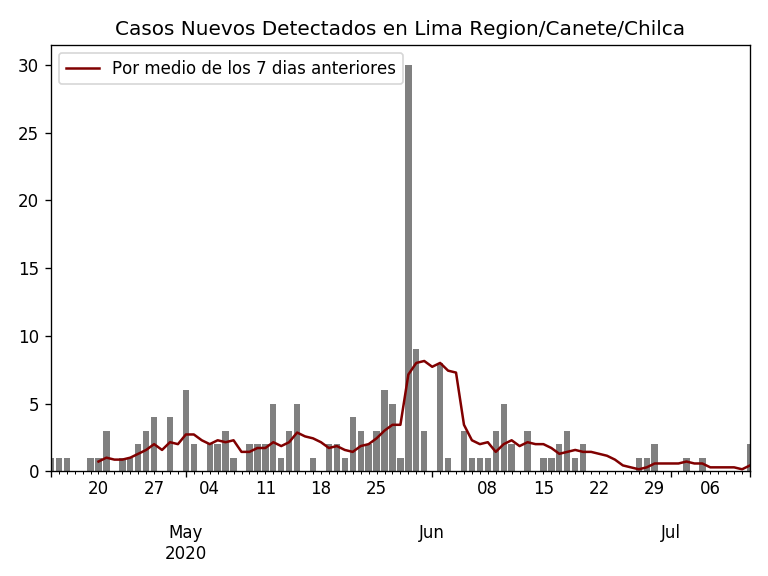 Casos Nuevos Detectados en Lima Region/Canete/Chilca
Por medio de los 7 dias anteriores
30
25
20
15
10
5
0
20 27 04 11 18 25 08 15 22 29 06
May Jun Jul
2020